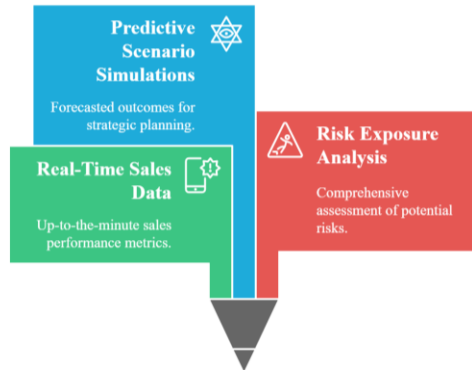 Predictive
Scenario
Simulations
Forecasted outcomes for
strategic planning.
Real-Time Sales
Data
Up-to-the-minute sales
performance metrics.
Risk Exposure
Analysis
Comprehensive
assessment of potential
risks.